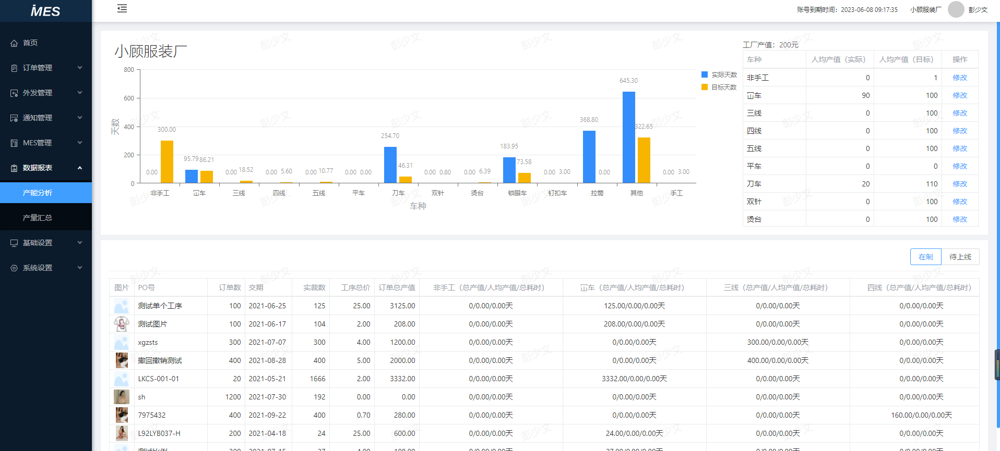 iMES
账号到期时间：2023-06-08 09:17:35 小顾服装厂 彭少文
首页
订单管理
外发管理
通知管理
MES管理
数据报表
产能分析
产量汇总
基础设置
系统设置
小顾服装厂
天数
800
600
400
200
0
0.00 300.00
95.79 86.21
0.00 18.52
0.00 5.60
0.00 10.77
0.00 0.00
254.70 46.31
0.00 0.80
0.00 6.39
183.95 73.58
0.00 3.00
368.80 0.00
645.30 322.65
0.00 3.00
非手工 冚车 三线 四线 五线 平车 刀车 双针 烫台 锁眼车 钉扣车 拉筒 其他 手工
车种
实际天数
目标天数
工厂产值：200元
车种 人均产值（实际） 人均产值（目标） 操作
非手工 0 1 修改
冚车 90 100 修改
三线 0 100 修改
四线 0 100 修改
五线 0 100 修改
平车 0 0 修改
刀车 20 110 修改
双针 0 100 修改
烫台 0 100 修改
在制 待上线
图片 PO号 订单数 交期 实裁数 工序总价 订单总产值 非手工（总产值/人均产值/总耗时） 冚车（总产值/人均产值/总耗时） 三线（总产值/人均产值/总耗时） 四线（总产值/人均产值/总耗时）
测试单个工序 100 2021-06-25 125 25.00 3125.00 0/0.00/0.00天 125.00/0.00/0.00天 0/0.00/0.00天 0/0.00/0.00天
测试图片 100 2021-06-17 104 2.00 208.00 0/0.00/0.00天 208.00/0.00/0.00天 0/0.00/0.00天 0/0.00/0.00天
xgzsts 300 2021-07-07 300 4.00 1200.00 0/0.00/0.00天 0/0.00/0.00天 300.00/0.00/0.00天 0/0.00/0.00天
撤回撤销测试 400 2021-08-28 400 5.00 2000.00 0/0.00/0.00天 0/0.00/0.00天 400.00/0.00/0.00天 0/0.00/0.00天
LKCS-001-01 20 2021-05-21 1666 2.00 3332.00 0/0.00/0.00天 3332.00/0.00/0.00天 0/0.00/0.00天 0/0.00/0.00天
sh 1200 2021-07-30 192 0.00 0.00 0/0.00/0.00天 0/0.00/0.00天 0/0.00/0.00天 0/0.00/0.00天
7975432 400 2021-09-22 400 0.70 280.00 0/0.00/0.00天 0/0.00/0.00天 0/0.00/0.00天 160.00/0.00/0.00天
L92LYB037-H 200 2021-04-18 24 25.00 600.00 0/0.00/0.00天 24.00/0.00/0.00天 0/0.00/0.00天 0/0.00/0.00天